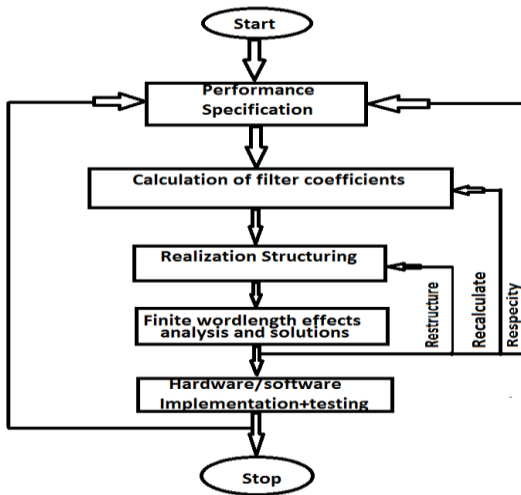 Start
Performance
Specification
Calculation of filter coefficients
Realization Structuring
Finite wordlength effects
analysis and solutions
Restructure
Recalculate
Respecity
Hardware/software
Implementation+testing
Stop